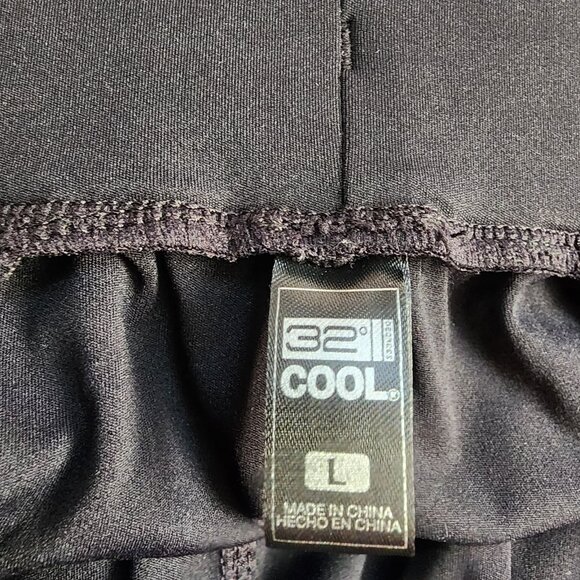 32°
DEGREES
COOL®
L
MADE IN CHINA
HECHO EN CHINA